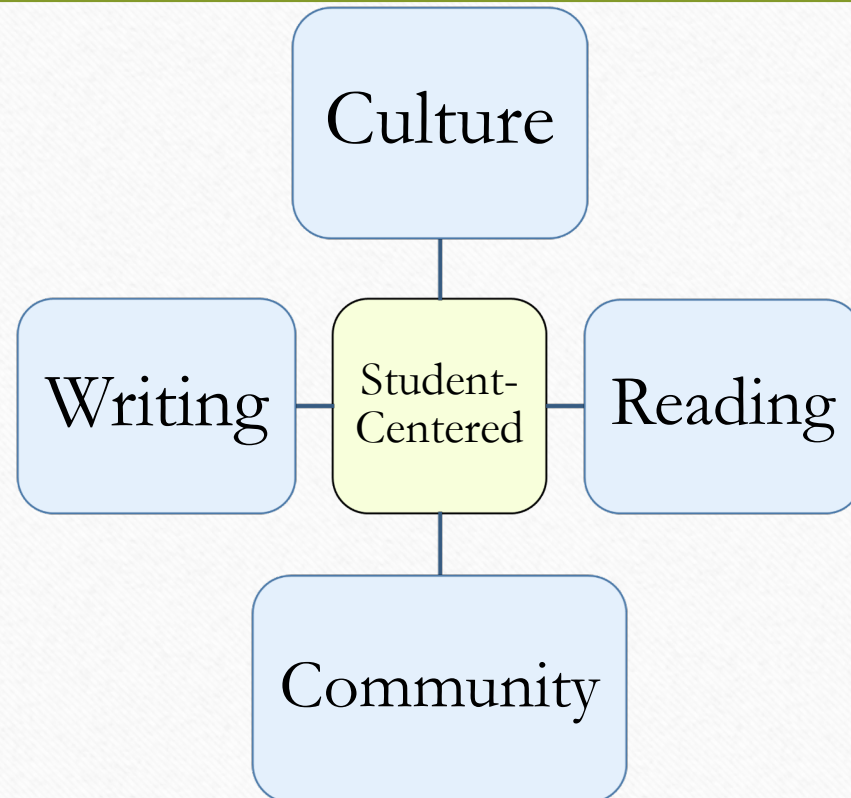 Culture
Writing
Student-
Centered
Reading
Community